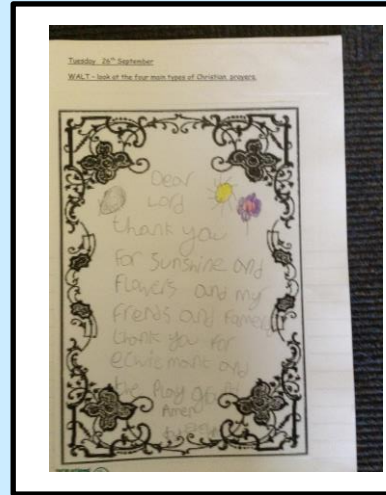 Tuesday 26th September
WALT – look at the four main types of Christian prayers.
Dear
Lord
thank you
for sunshine and
flowers and my
frends and famery
thank you for
ecwitment and
the play ground
Amen